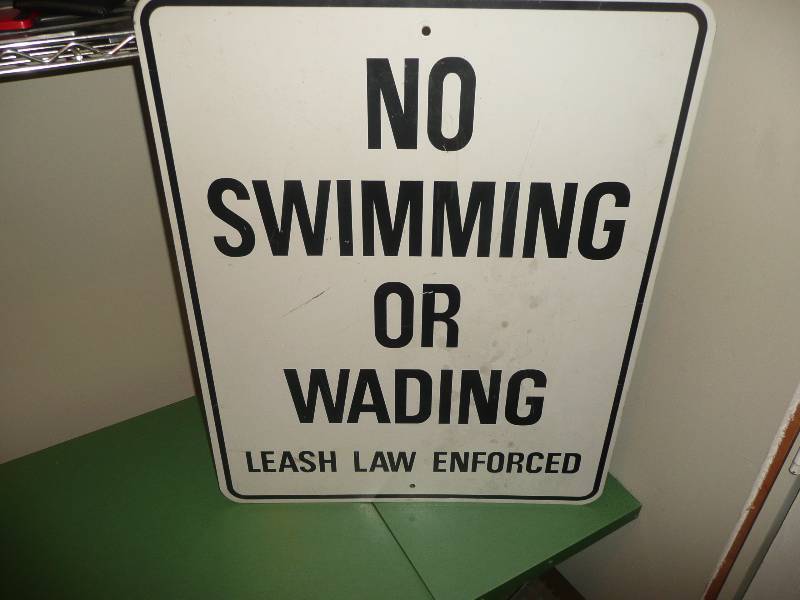 NO
SWIMMING
OR
WADING
LEASH LAW ENFORCED